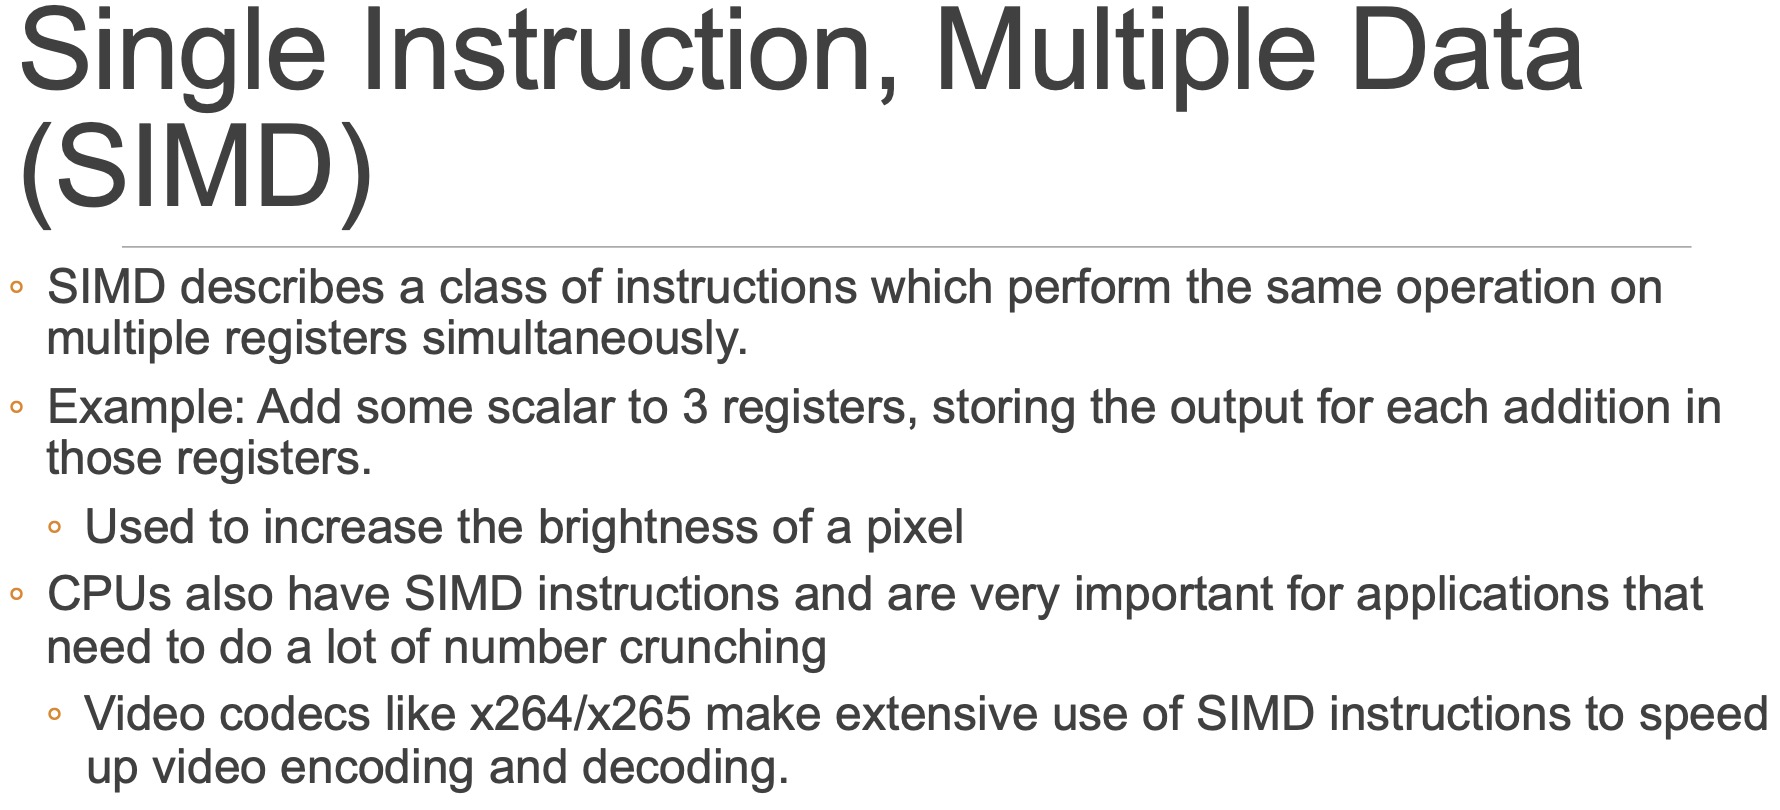 Single Instruction, Multiple Data
(SIMD)
◦ SIMD describes a class of instructions which perform the same operation on
multiple registers simultaneously.
◦ Example: Add some scalar to 3 registers, storing the output for each addition in
those registers.
◦ Used to increase the brightness of a pixel
◦ CPUs also have SIMD instructions and are very important for applications that
need to do a lot of number crunching
◦ Video codecs like x264/x265 make extensive use of SIMD instructions to speed
up video encoding and decoding.